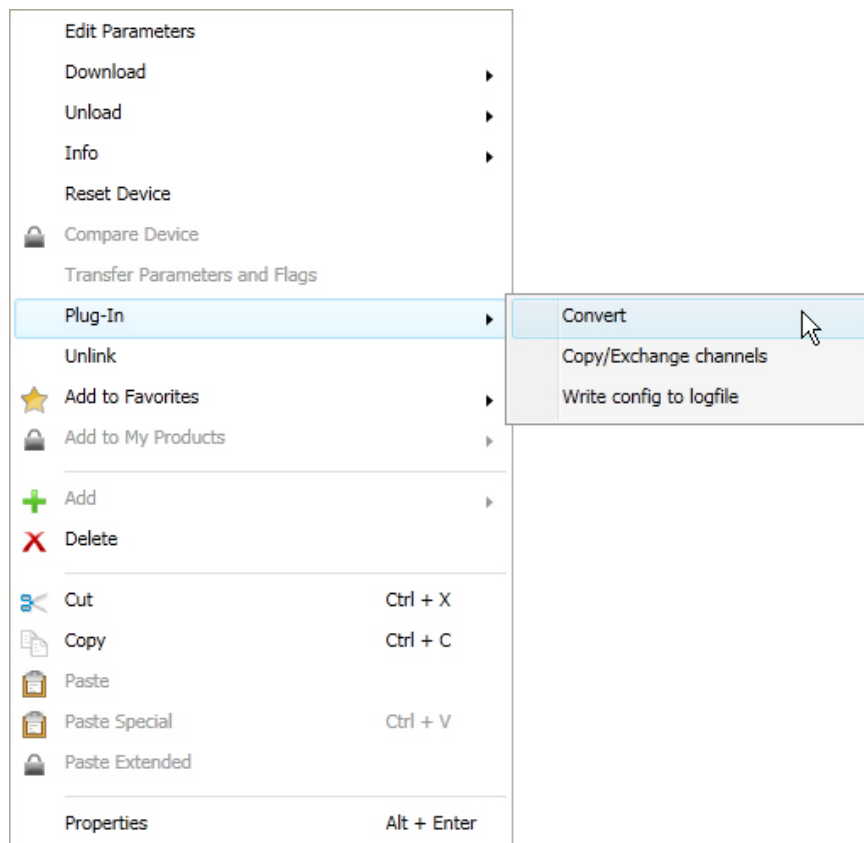 Edit Parameters
Download
Unload
Info
Reset Device
Compare Device
Transfer Parameters and Flags
Plug-In
Convert
Unlink
Copy/Exchange channels
Add to Favorites
Write config to logfile
Add to My Products
Add
Delete
Cut Ctrl + X
Copy Ctrl + C
Paste
Paste Special Ctrl + V
Paste Extended
Properties Alt + Enter